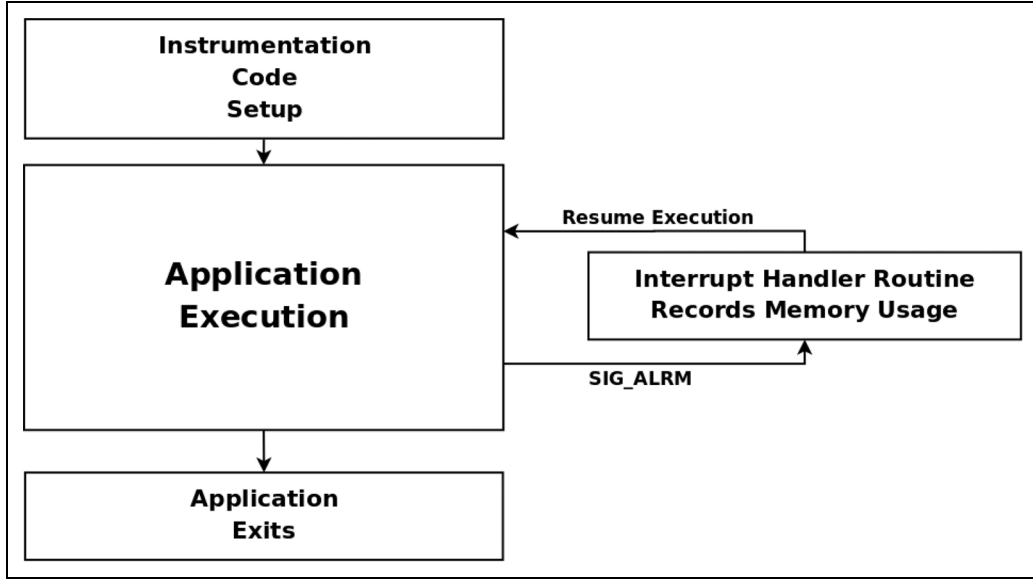 Instrumentation
Code
Setup
Resume Execution
Application
Execution
Interrupt Handler Routine
Records Memory Usage
SIG_ALRM
Application
Exits